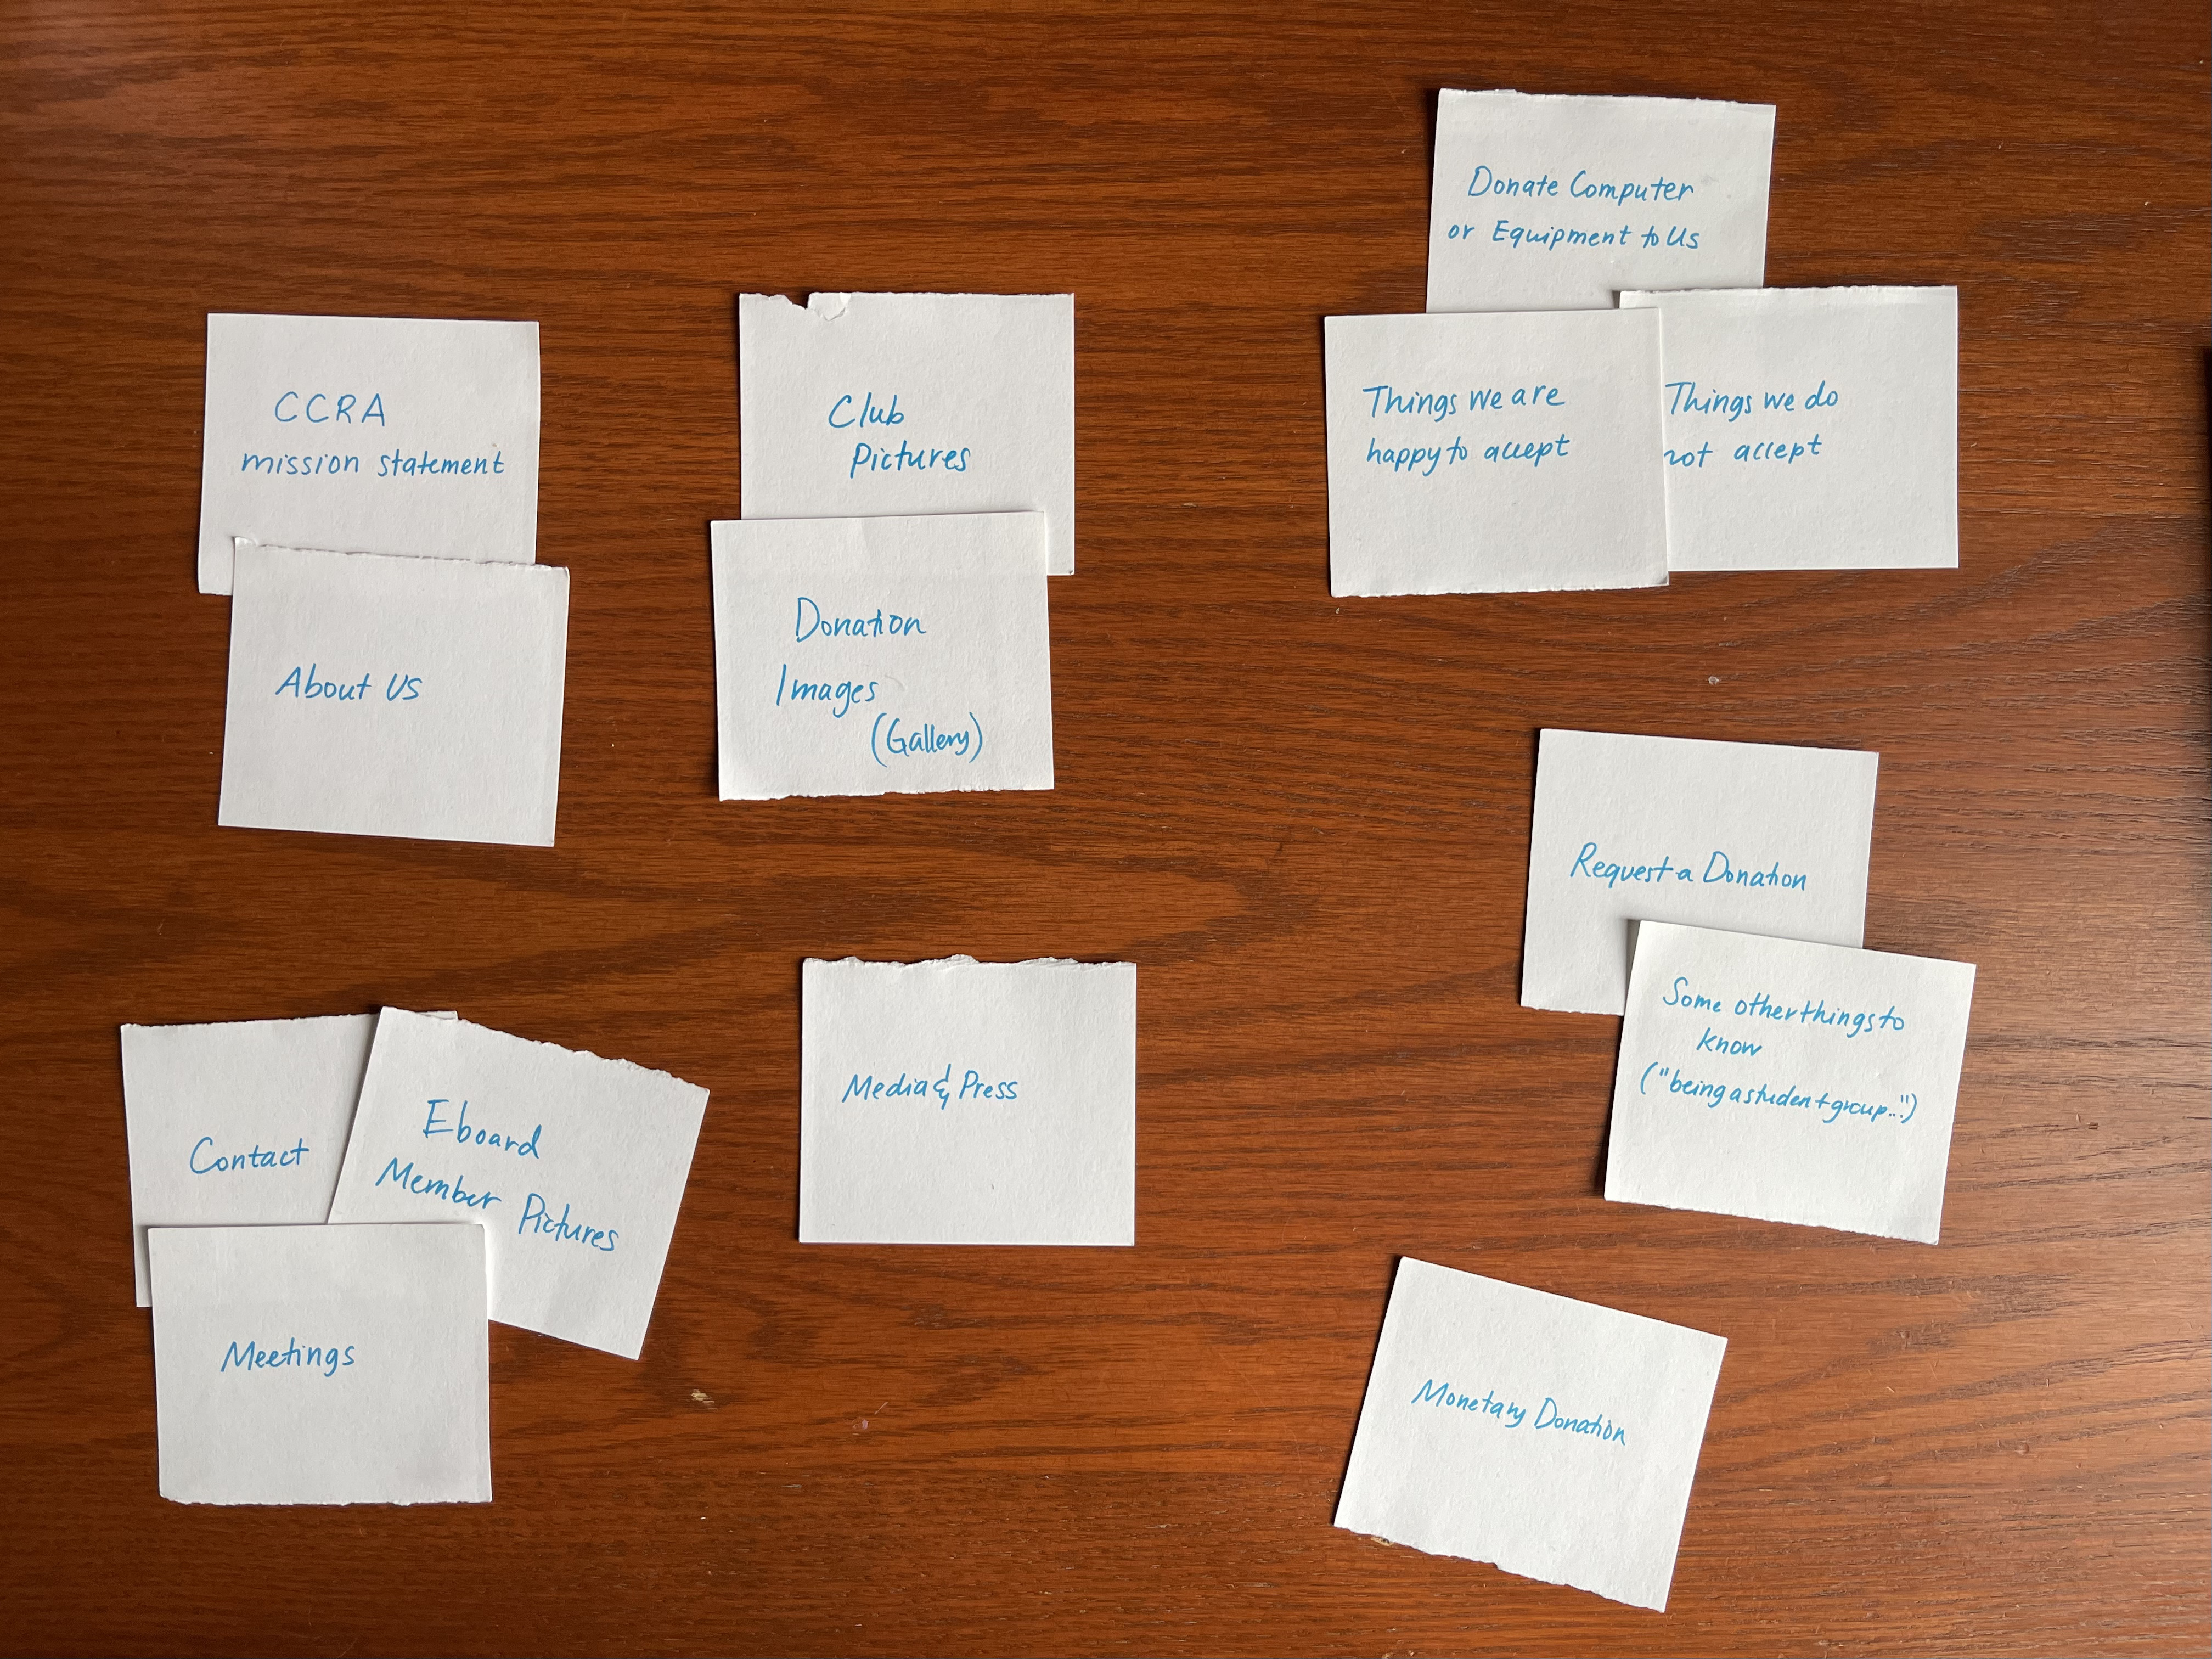 CCRA
mission statement
About US
Club
Pictures
Donation
Images
(Gallery)
Donate Computer
or Equipment to Us
Things we are
happy to accept
Things we do
not accept
Request a Donation
Some other things to
know
("being a student group...")
Contact
Eboard
Member Pictures
Meetings
Media & Press
Monetary Donation